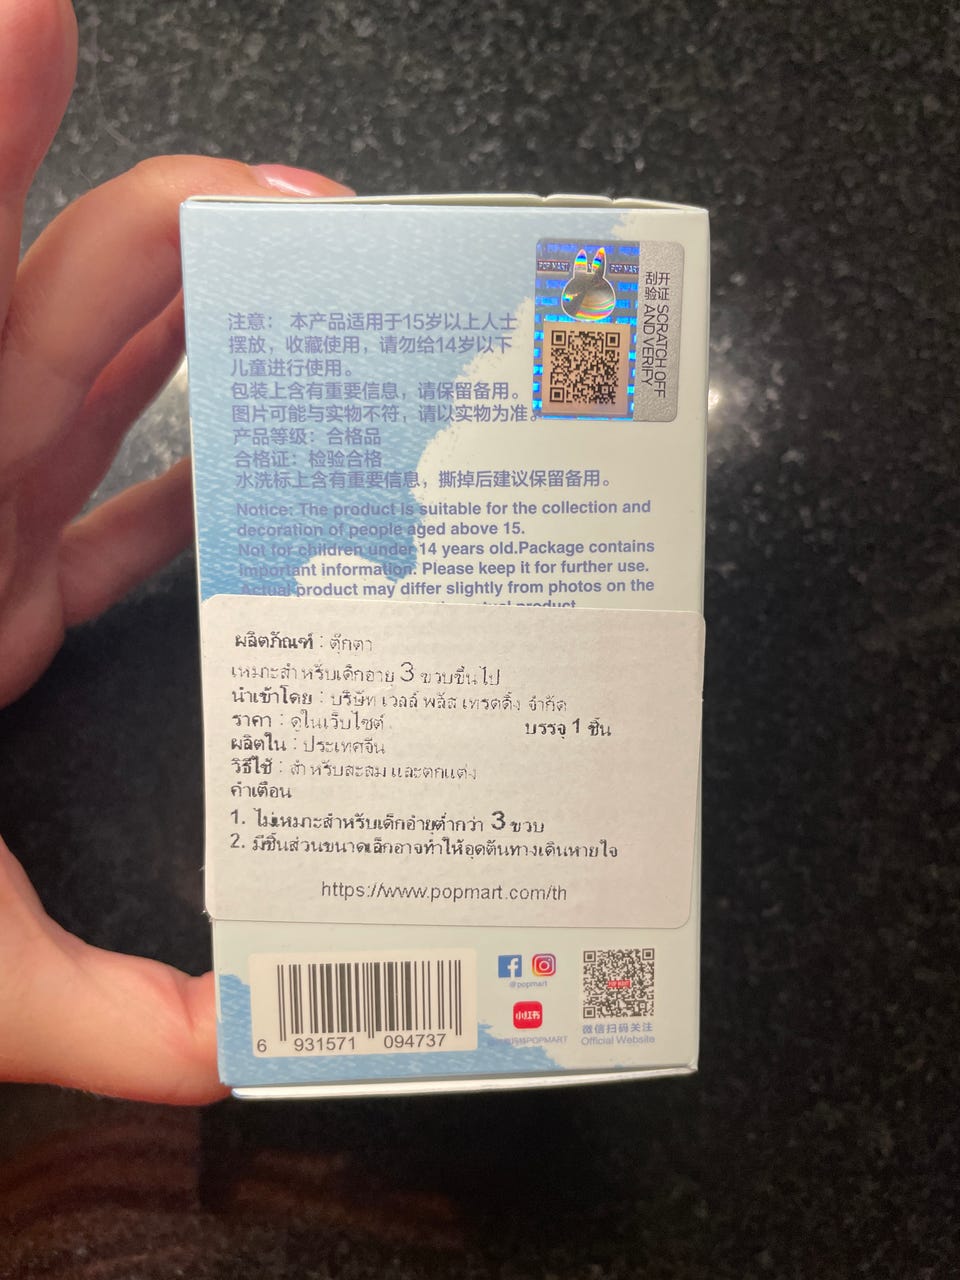 POP MART
POP MART
刮开
验证
SCRATCH OFF
AND VERIFY
注意： 本产品适用于15岁以上人士
摆放，收藏使用，请勿给14岁以下
儿童进行使用。
包装上含有重要信息，请保留备用。
图片可能与实物不符，请以实物为准。
产品等级：合格品
合格证：检验合格
水洗标上含有重要信息，撕掉后建议保留备用。
Notice: The product is suitable for the collection and
decoration of people aged above 15.
Not for children under 14 years old.Package contains
important information. Please keep it for further use.
Actual product may differ slightly from photos on the
actual product
ผลิตภัณฑ์ : ตุ๊กตา
เหมาะสำหรับเด็กอายุ 3 ขวบขึ้นไป
นำเข้าโดย : บริษัท เวลล์ พลัส เทรดดิ้ง จำกัด
ราคา : ดูในเว็บไซต์ บรรจุ 1 ชิ้น
ผลิตใน : ประเทศจีน
วิธีใช้ : สำหรับสะสม และตกแต่ง
คำเตือน
1. ไม่เหมาะสำหรับเด็กอายุต่ำกว่า 3 ขวบ
2. มีชิ้นส่วนขนาดเล็กอาจทำให้อุดตันทางเดินหายใจ
https://www.popmart.com/th
6 931571 094737
@popmart
小红书
POPMART
POP MART
微信扫码关注
Official Website